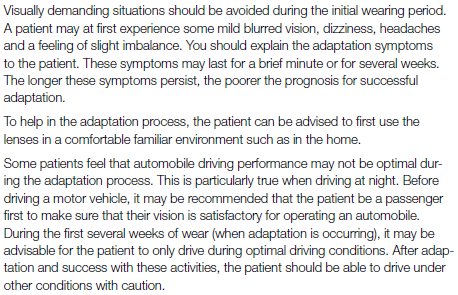 Visually demanding situations should be avoided during the initial wearing period.
A patient may at first experience some mild blurred vision, dizziness, headaches
and a feeling of slight imbalance. You should explain the adaptation symptoms
to the patient. These symptoms may last for a brief minute or for several weeks.
The longer these symptoms persist, the poorer the prognosis for successful
adaptation.
To help in the adaptation process, the patient can be advised to first use the
lenses in a comfortable familiar environment such as in the home.
Some patients feel that automobile driving performance may not be optimal dur-
ing the adaptation process. This is particularly true when driving at night. Before
driving a motor vehicle, it may be recommended that the patient be a passenger
first to make sure that their vision is satisfactory for operating an automobile.
During the first several weeks of wear (when adaptation is occurring), it may be
advisable for the patient to only drive during optimal driving conditions. After adap-
tation and success with these activities, the patient should be able to drive under
other conditions with caution.